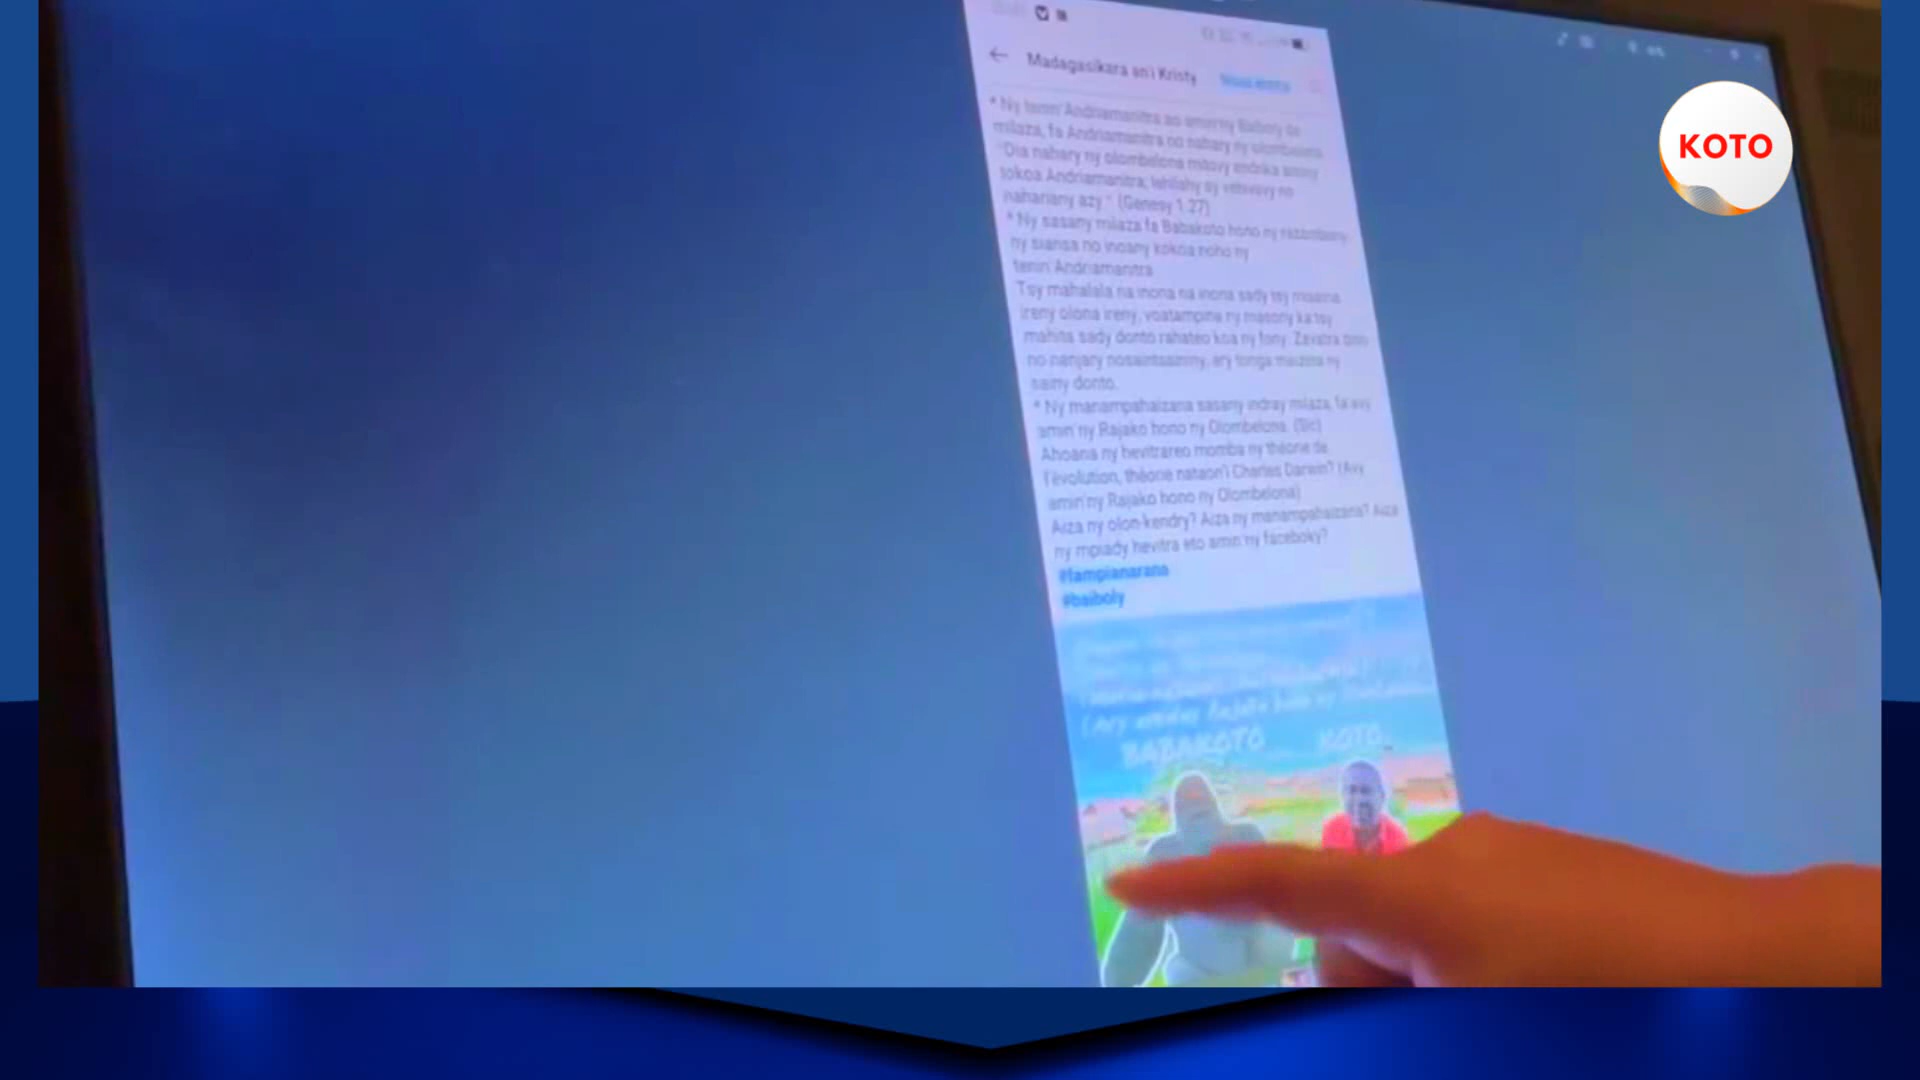 KOTO
Madagasikara an'i Kristy
* Ny tenin'Andriamanitra ao amin'ny Baiboly dia
milaza, fa Andriamanitra no nahary ny olombelona
"Dia nahary ny olombelona mitovy endrika aminy
tokoa Andriamanitra; lehilahy sy vehivavy no
nahariany azy." (Genesy 1.27)
* Ny sasany milaza fa Babakoto hono ny razambeny
ny siansa no inoany kokoa noho ny
tenin'Andriamanitra
Tsy mahalala na inona na inona sady tsy misaina
ireny olona ireny, voatampina ny masony ka tsy
mahita sady donto rahateo koa ny fony. Zavatra
no nanjary nosaintsaininy, ary tonga maizina ny
sainy donto.
* Ny manampahaizana sasany indray milaza, fa avy
amin'ny Rajako hono ny Olombelona. (Sic)
Ahoana ny hevitrareo momba ny théorie de
l'évolution, théorie nataon'i Charles Darwin? (Avy
amin'ny Rajako hono ny Olombelona)
Aiza ny olon-kendry? Aiza ny manampahaizana? Aiza
ny mpiady hevitra eto amin'ny faceboky?
#fampianarana
#baiboly
BABAKOTO KOTO